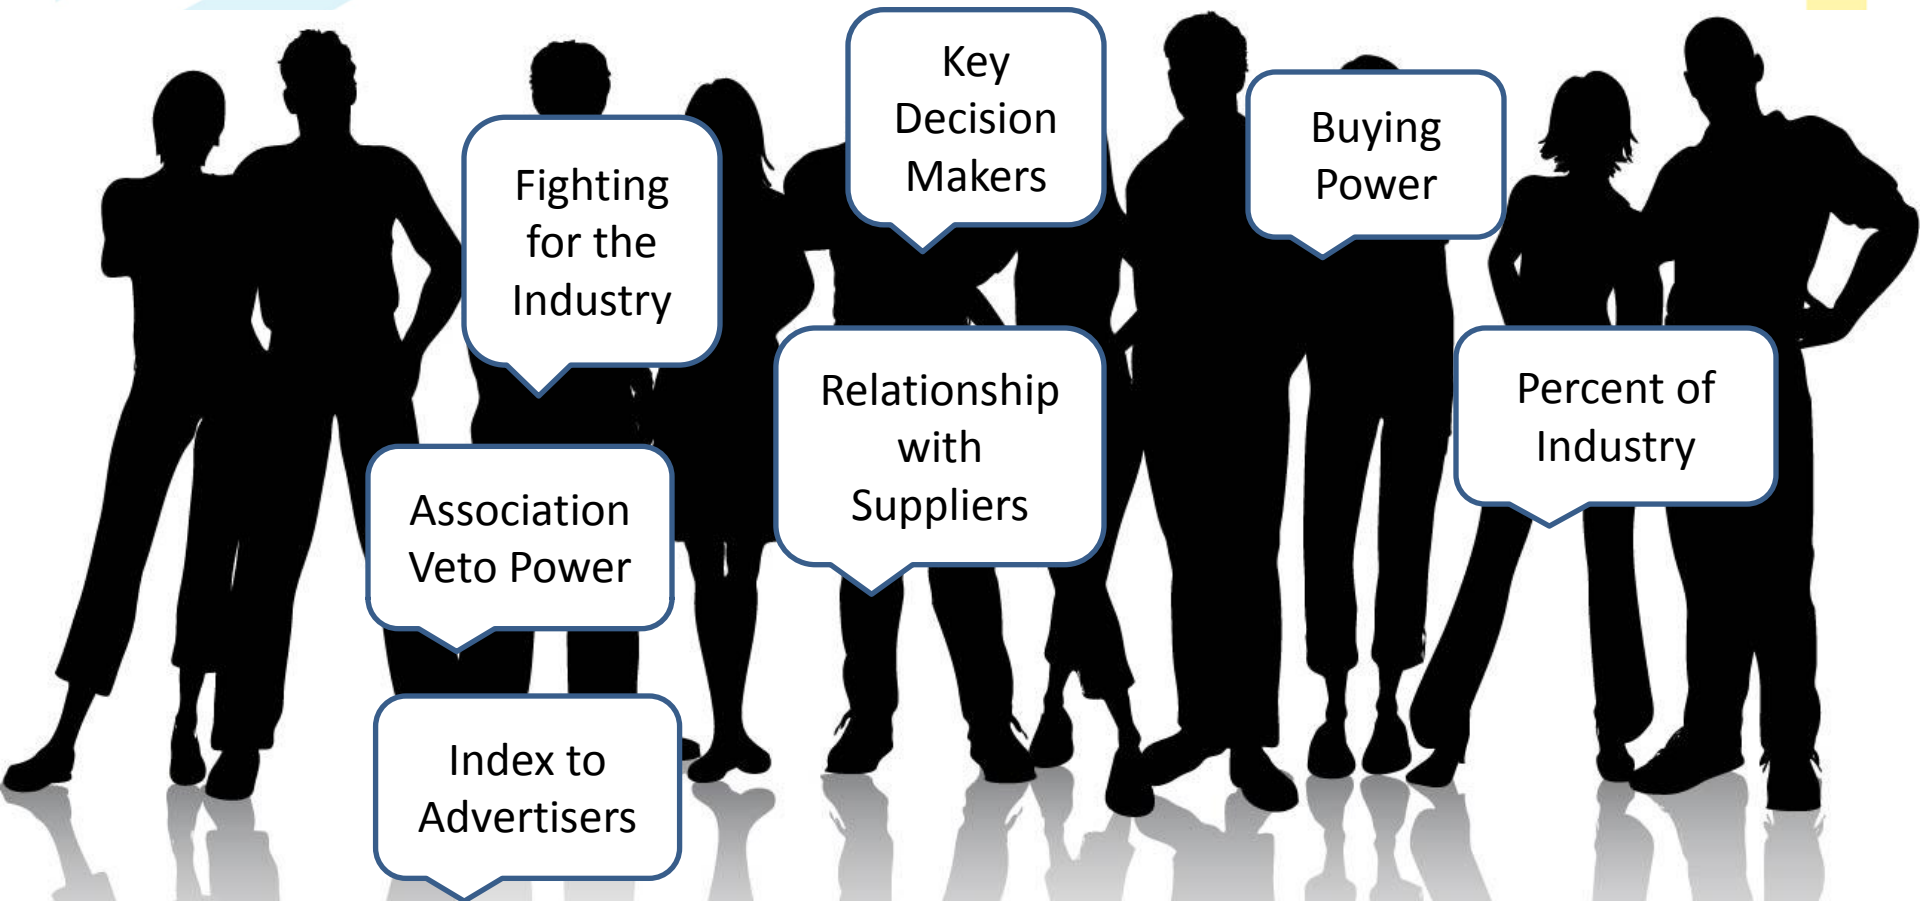 Key
Decision
Makers
Buying
Power
Fighting
for the
Industry
Relationship
with
Suppliers
Percent of
Industry
Association
Veto Power
Index to
Advertisers